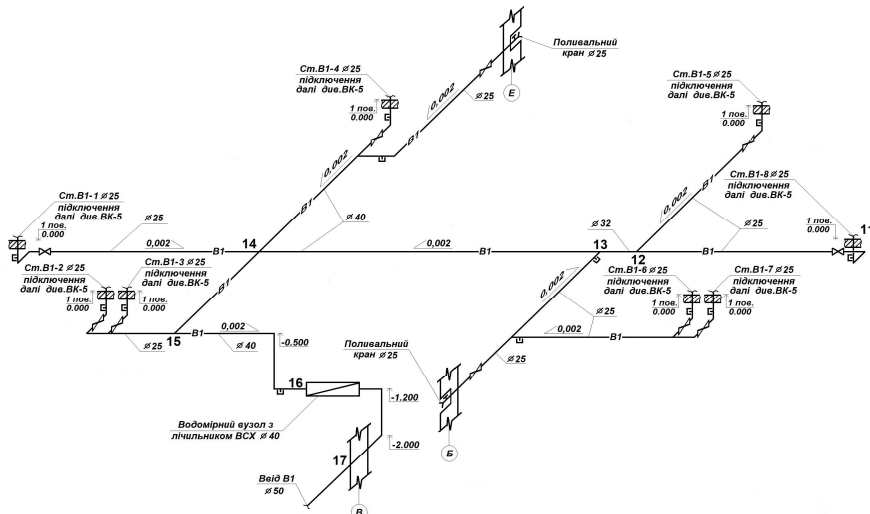 Поливальний
кран ⌀ 25
Ст.В1-4 ⌀ 25
підключення
далі див.ВК-5
1 пов.
0.000
0,002
⌀ 25
Е
В1
Ст.В1-5 ⌀ 25
підключення
далі див.ВК-5
1 пов.
0.000
0,002
В1
В1
⌀ 40
0,002
В1
⌀ 25
Ст.В1-8 ⌀ 25
підключення
далі див.ВК-5
1 пов.
0.000
11
Ст.В1-1 ⌀ 25
підключення
далі див.ВК-5
1 пов.
0.000
⌀ 25
0,002
В1
14
0,002
В1
⌀ 32
13
12
В1
Ст.В1-2 ⌀ 25
підключення
далі див.ВК-5
1 пов.
0.000
Ст.В1-3 ⌀ 25
підключення
далі див.ВК-5
1 пов.
0.000
В1
0,002
В1
⌀ 25
Ст.В1-6 ⌀ 25
підключення
далі див.ВК-5
1 пов.
0.000
Ст.В1-7 ⌀ 25
підключення
далі див.ВК-5
1 пов.
0.000
0,002
В1
15
В1
0,002
⌀ 25
⌀ 40
-0.500
16
-1.200
-2.000
Водомірний вузол з
лічильником ВСХ ⌀ 40
Поливальний
кран ⌀ 25
⌀ 25
Б
17
Ввід В1
⌀ 50
В